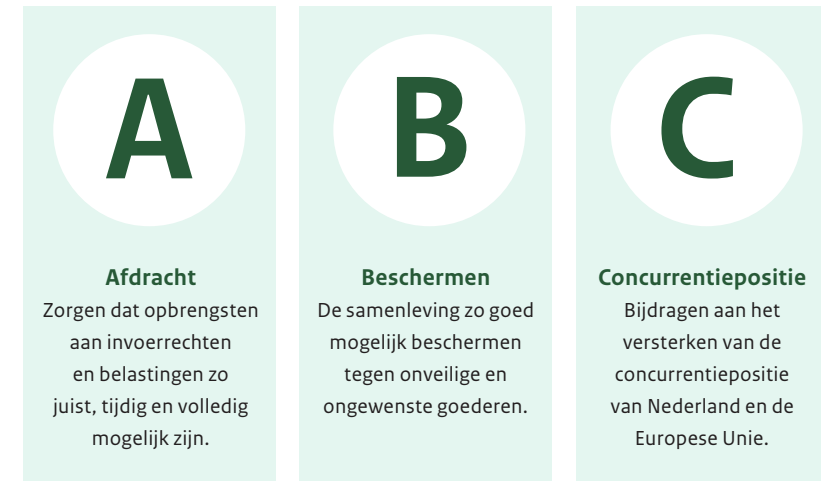 A
Afdracht
Zorgen dat opbrengsten
aan invoerrechten
en belastingen zo
juist, tijdig en volledig
mogelijk zijn.
B
Beschermen
De samenleving zo goed
mogelijk beschermen
tegen onveilige en
ongewenste goederen.
C
Concurrentiepositie
Bijdragen aan het
versterken van de
concurrentiepositie
van Nederland en de
Europese Unie.